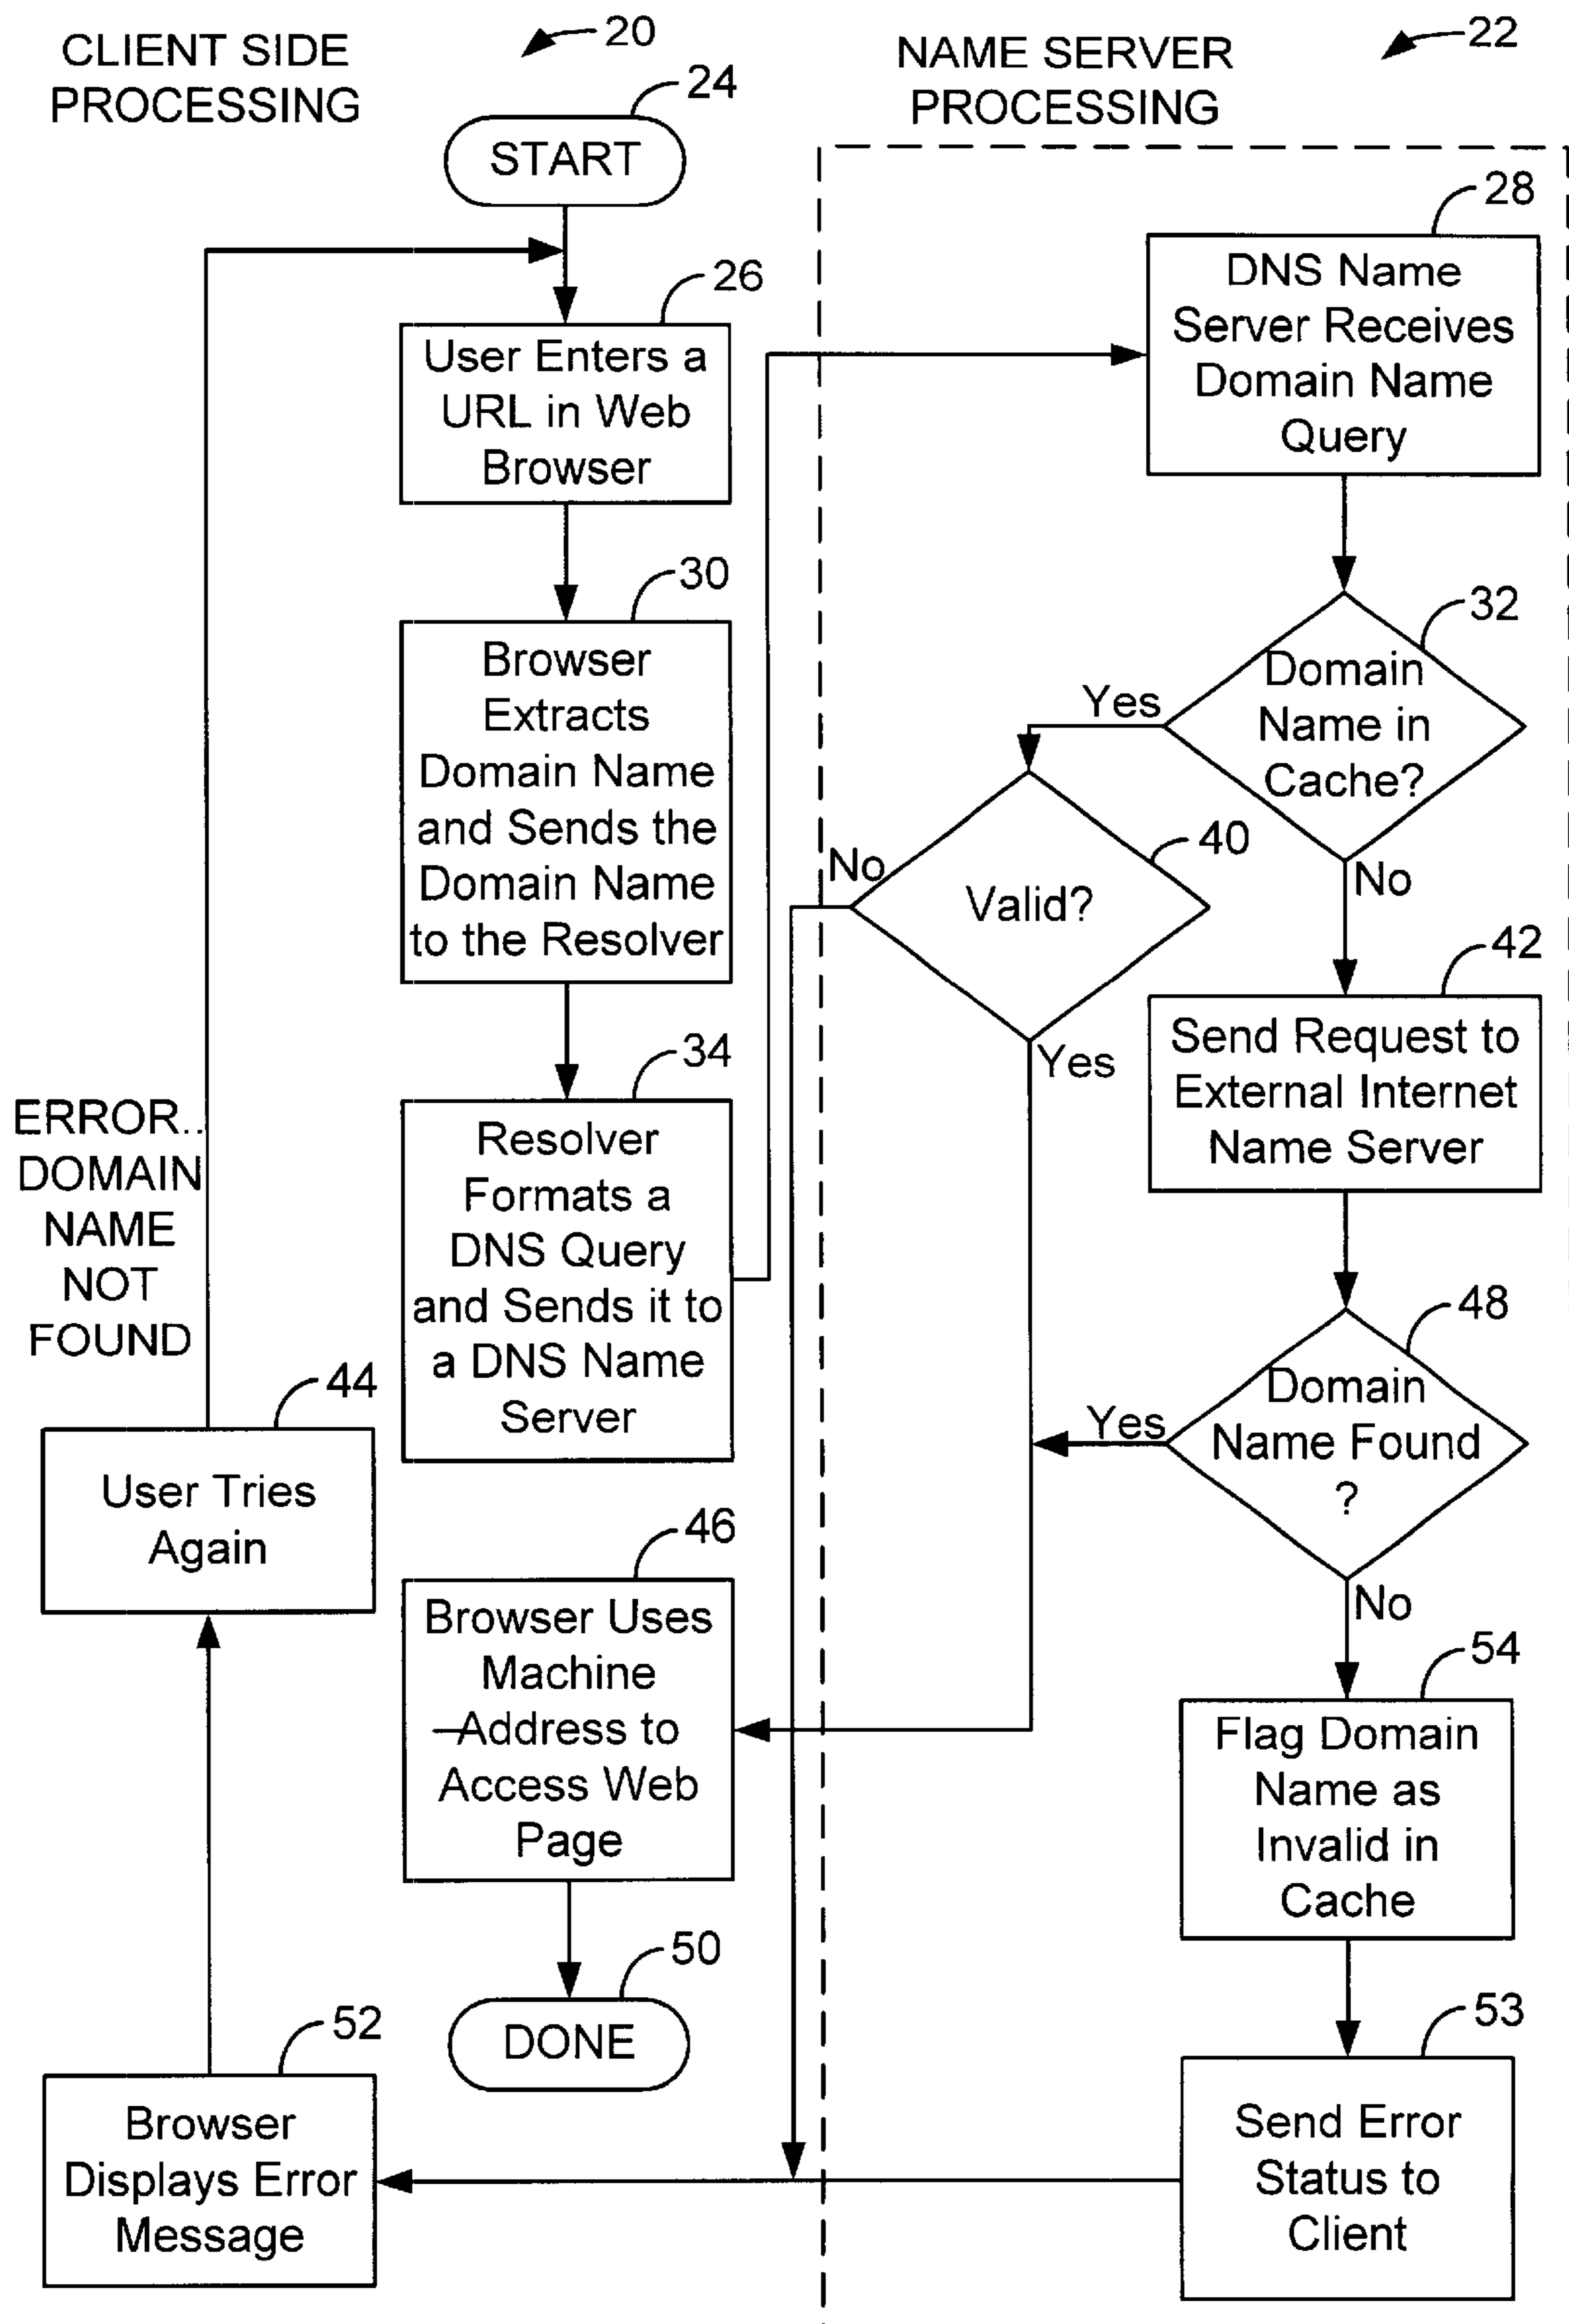 CLIENT SIDE
PROCESSING
20
NAME SERVER
PROCESSING
22
24
START
26
User Enters a
URL in Web
Browser
28
DNS Name
Server Receives
Domain Name
Query
30
Browser
Extracts
Domain Name
and Sends the
Domain Name
to the Resolver
32
Domain
Name in
Cache?
Yes
No
40
Valid?
No
Yes
42
Send Request to
External Internet
Name Server
34
Resolver
Formats a
DNS Query
and Sends it to
a DNS Name
Server
ERROR..
DOMAIN
NAME
NOT
FOUND
44
User Tries
Again
48
Domain
Name Found
?
Yes
No
46
Browser Uses
Machine
Address to
Access Web
Page
54
Flag Domain
Name as
Invalid in
Cache
50
DONE
52
Browser
Displays Error
Message
53
Send Error
Status to
Client